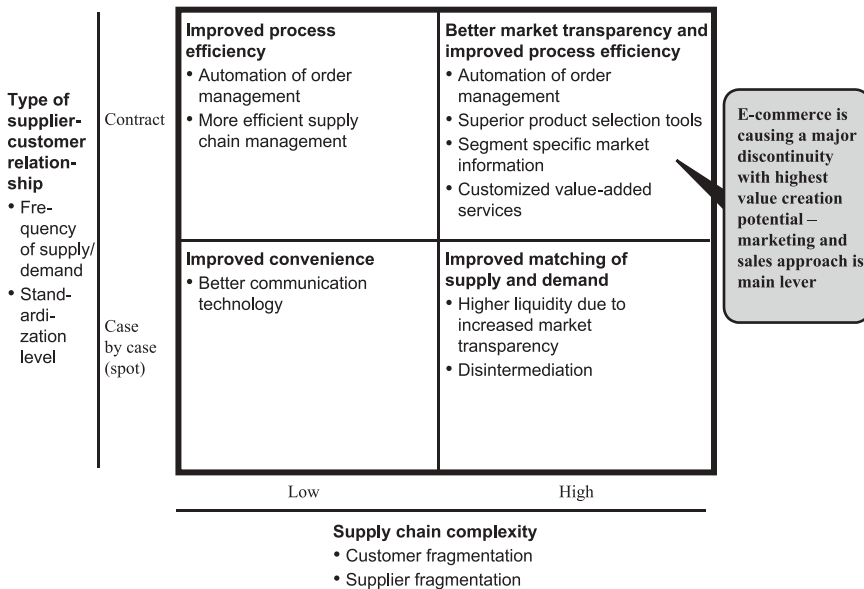 Type of
supplier-
customer
relation-
ship
• Fre-
quency
of supply/
demand
• Stand-
ardi-
zation
level
Contract
Case
by case
(spot)
Improved process
efficiency
• Automation of order
management
• More efficient supply
chain management
Better market transparency and
improved process efficiency
• Automation of order
management
• Superior product selection tools
• Segment specific market
information
• Customized value-added
services
E-commerce is
causing a major
discontinuity
with highest
value creation
potential –
marketing and
sales approach is
main lever
Improved convenience
• Better communication
technology
Improved matching of
supply and demand
• Higher liquidity due to
increased market
transparency
• Disintermediation
Low
High
Supply chain complexity
• Customer fragmentation
• Supplier fragmentation